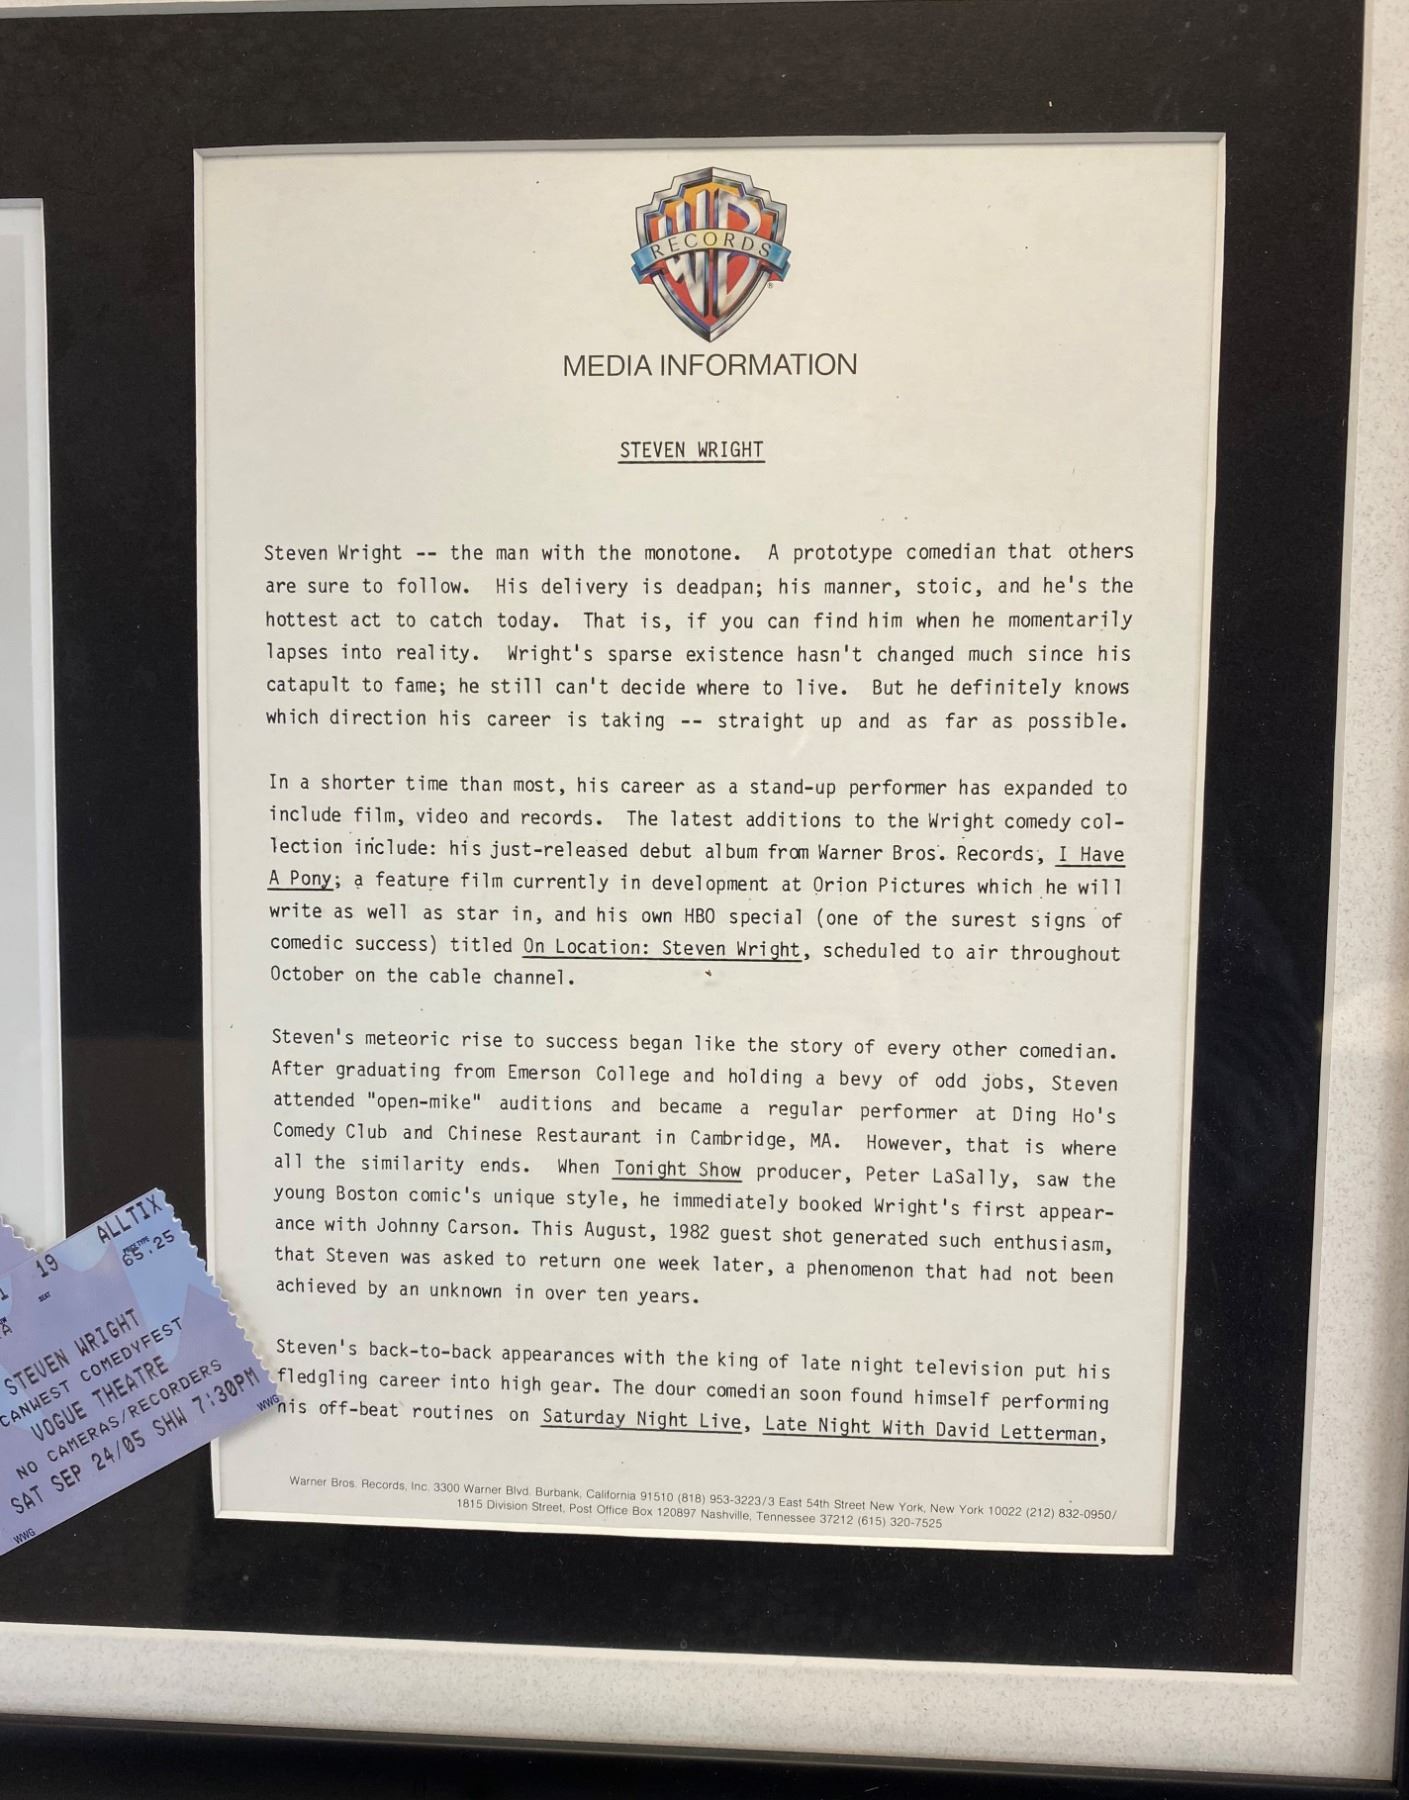 WB
RECORDS
®
MEDIA INFORMATION
STEVEN WRIGHT
Steven Wright -- the man with the monotone. A prototype comedian that others
are sure to follow. His delivery is deadpan; his manner, stoic, and he's the
hottest act to catch today. That is, if you can find him when he momentarily
lapses into reality. Wright's sparse existence hasn't changed much since his
catapult to fame; he still can't decide where to live. But he definitely knows
which direction his career is taking -- straight up and as far as possible.
In a shorter time than most, his career as a stand-up performer has expanded to
include film, video and records. The latest additions to the Wright comedy col-
lection include: his just-released debut album from Warner Bros. Records, I Have
A Pony; a feature film currently in development at Orion Pictures which he will
write as well as star in, and his own HBO special (one of the surest signs of
comedic success) titled On Location: Steven Wright, scheduled to air throughout
October on the cable channel.
Steven's meteoric rise to success began like the story of every other comedian.
After graduating from Emerson College and holding a bevy of odd jobs, Steven
attended "open-mike" auditions and became a regular performer at Ding Ho's
Comedy Club and Chinese Restaurant in Cambridge, MA. However, that is where
all the similarity ends. When Tonight Show producer, Peter LaSally, saw the
young Boston comic's unique style, he immediately booked Wright's first appear-
ance with Johnny Carson. This August, 1982 guest shot generated such enthusiasm,
that Steven was asked to return one week later, a phenomenon that had not been
achieved by an unknown in over ten years.
Steven's back-to-back appearances with the king of late night television put his
fledgling career into high gear. The dour comedian soon found himself performing
his off-beat routines on Saturday Night Live, Late Night With David Letterman,
Warner Bros. Records, Inc. 3300 Warner Blvd. Burbank, California 91510 (818) 953-3223/3 East 54th Street New York, New York 10022 (212) 832-0950/
1815 Division Street, Post Office Box 120897 Nashville, Tennessee 37212 (615) 320-7525
19 ALLTIX
SEAT 65.25
STEVEN WRIGHT
CANWEST COMEDYFEST
VOGUE THEATRE
NO CAMERAS/RECORDERS
SAT SEP 24/05 SHW 7:30PM
WWG WWG